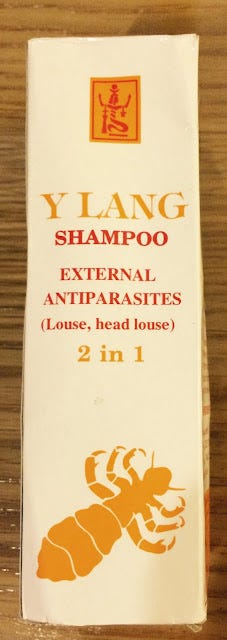 Y LANG
SHAMPOO
EXTERNAL
ANTIPARASITES
(Louse, head louse)
2 in 1